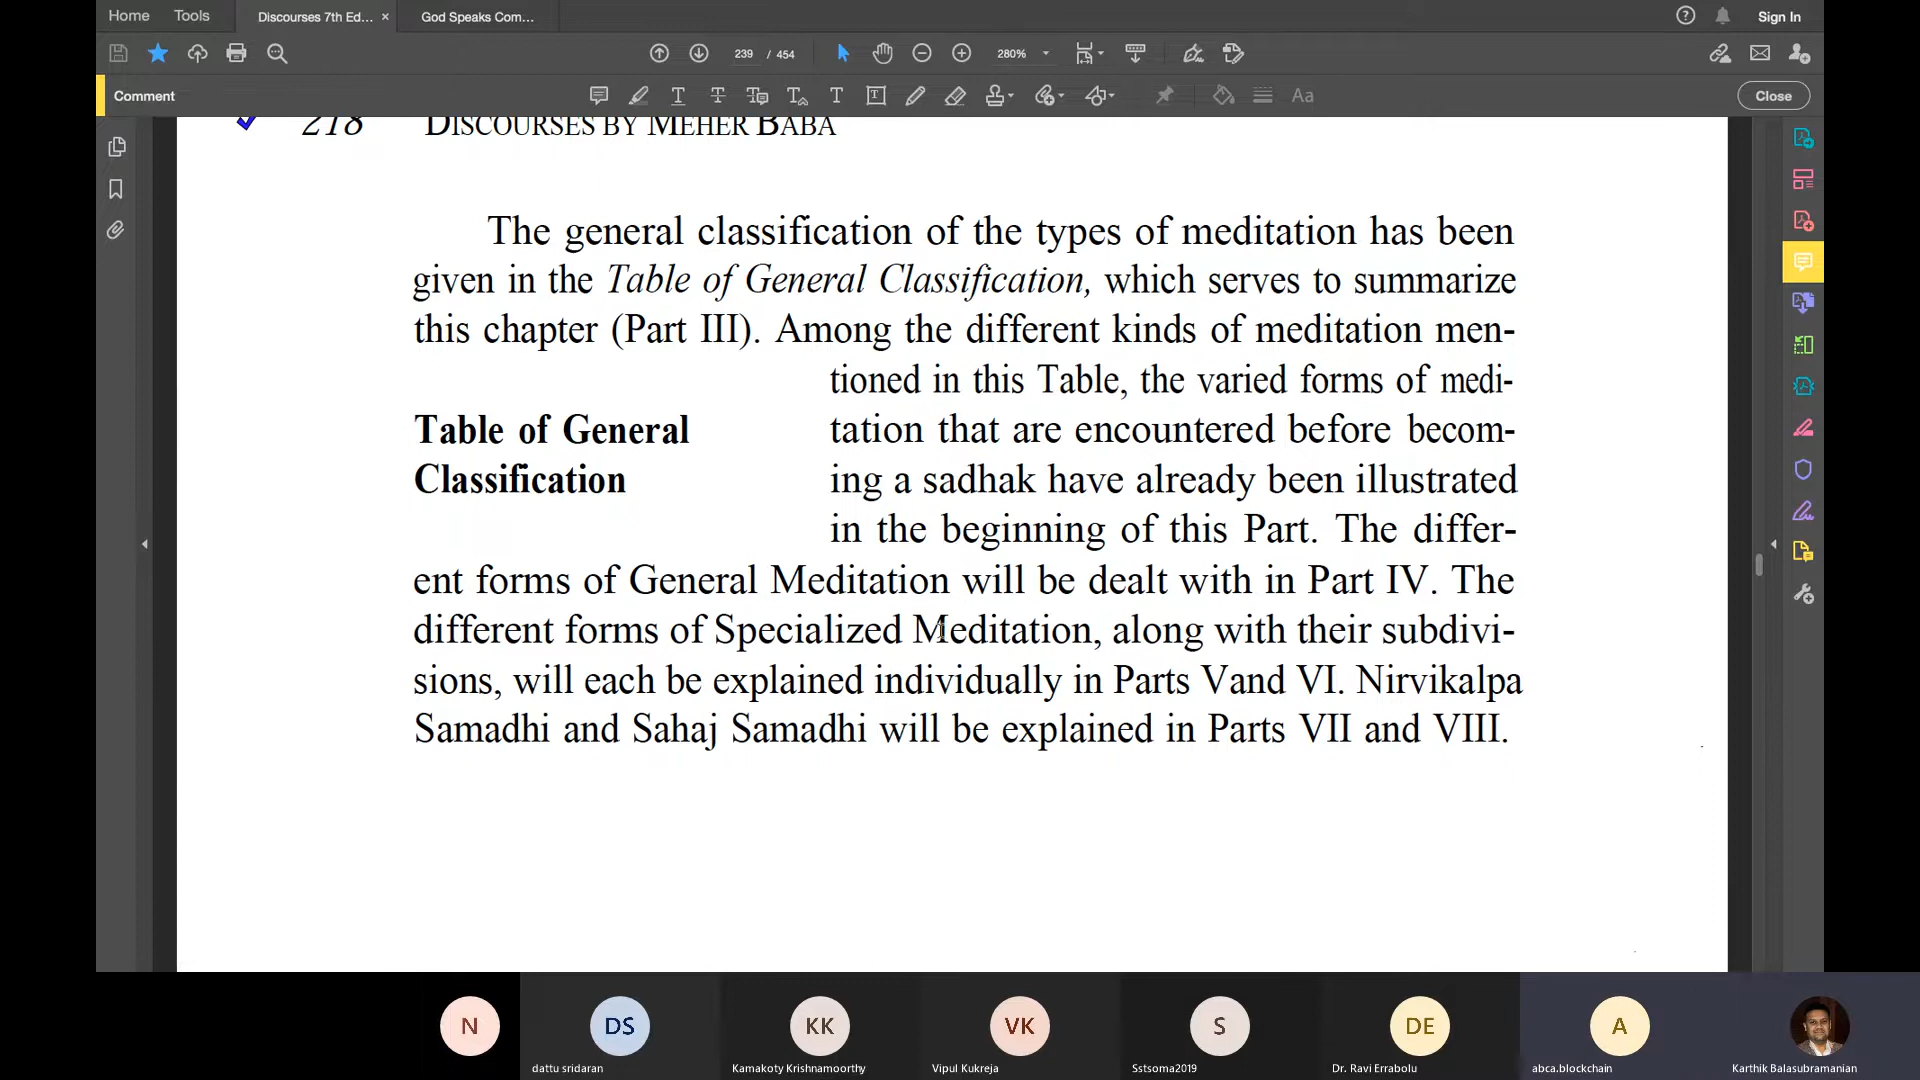 Home Tools Discourses 7th Ed... × God Speaks Com... Sign In
239 / 454 280%
Comment Close
218 DISCOURSES BY MEHER BABA
The general classification of the types of meditation has been
given in the Table of General Classification, which serves to summarize
this chapter (Part III). Among the different kinds of meditation men-
tioned in this Table, the varied forms of medi-
Table of General
Classification
tation that are encountered before becom-
ing a sadhak have already been illustrated
in the beginning of this Part. The differ-
ent forms of General Meditation will be dealt with in Part IV. The
different forms of Specialized Meditation, along with their subdivi-
sions, will each be explained individually in Parts Vand VI. Nirvikalpa
Samadhi and Sahaj Samadhi will be explained in Parts VII and VIII.
N DS KK VK S DE A
dattu sridaran Kamakoty Krishnamoorthy Vipul Kukreja Sstsoma2019 Dr. Ravi Errabolu abca.blockchain Karthik Balasubramanian